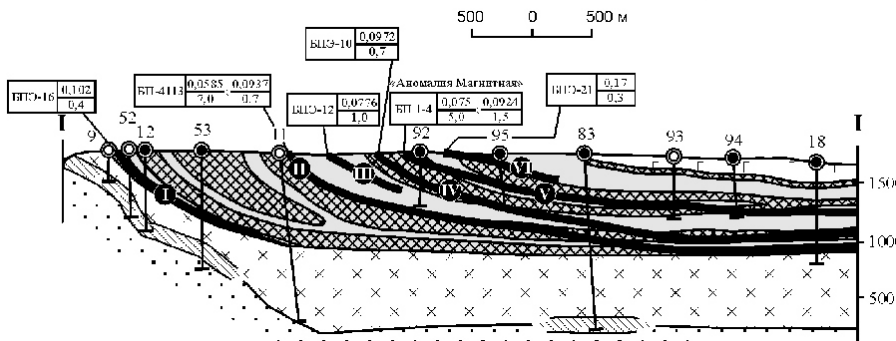 500 0 500 м
БПЭ-10 0,0972
0,7
«Аномалия Магнитная»
БПЭ-16 0,102
0,4
БП-4113 0,0585 ; 0,0937
7,0 0.7
БПЭ-12 0,0776
1,0
БП 1-4 0,075 ; 0,0924
5,0 1,5
БПЭ-21 0,17
0,3
I I
9 52 12 53 11 92 95 83 93 94 18
I II III IV V VI
1500
1000
500